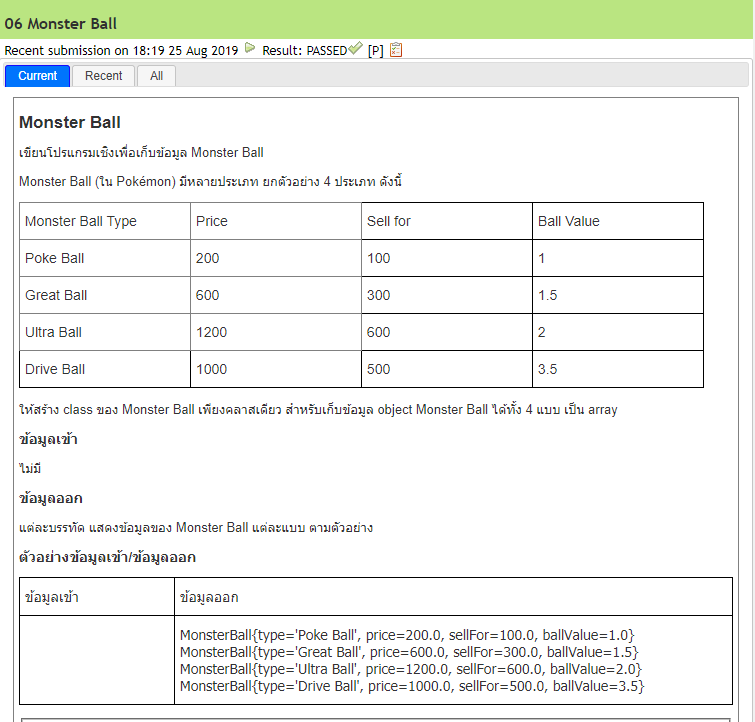 06 Monster Ball
Recent submission on 18:19 25 Aug 2019 Result: PASSED [P]
Current Recent All
Monster Ball
เขียนโปรแกรมเชิงเพื่อเก็บข้อมูล Monster Ball
Monster Ball (ใน Pokémon) มีหลายประเภท ยกตัวอย่าง 4 ประเภท ดังนี้
Monster Ball Type Price Sell for Ball Value
Poke Ball 200 100 1
Great Ball 600 300 1.5
Ultra Ball 1200 600 2
Drive Ball 1000 500 3.5
ให้สร้าง class ของ Monster Ball เพียงคลาสเดียว สำหรับเก็บข้อมูล object Monster Ball ได้ทั้ง 4 แบบ เป็น array
ข้อมูลเข้า
ไม่มี
ข้อมูลออก
แต่ละบรรทัด แสดงข้อมูลของ Monster Ball แต่ละแบบ ตามตัวอย่าง
ตัวอย่างข้อมูลเข้า/ข้อมูลออก
ข้อมูลเข้า ข้อมูลออก
MonsterBall{type='Poke Ball', price=200.0, sellFor=100.0, ballValue=1.0}
MonsterBall{type='Great Ball', price=600.0, sellFor=300.0, ballValue=1.5}
MonsterBall{type='Ultra Ball', price=1200.0, sellFor=600.0, ballValue=2.0}
MonsterBall{type='Drive Ball', price=1000.0, sellFor=500.0, ballValue=3.5}